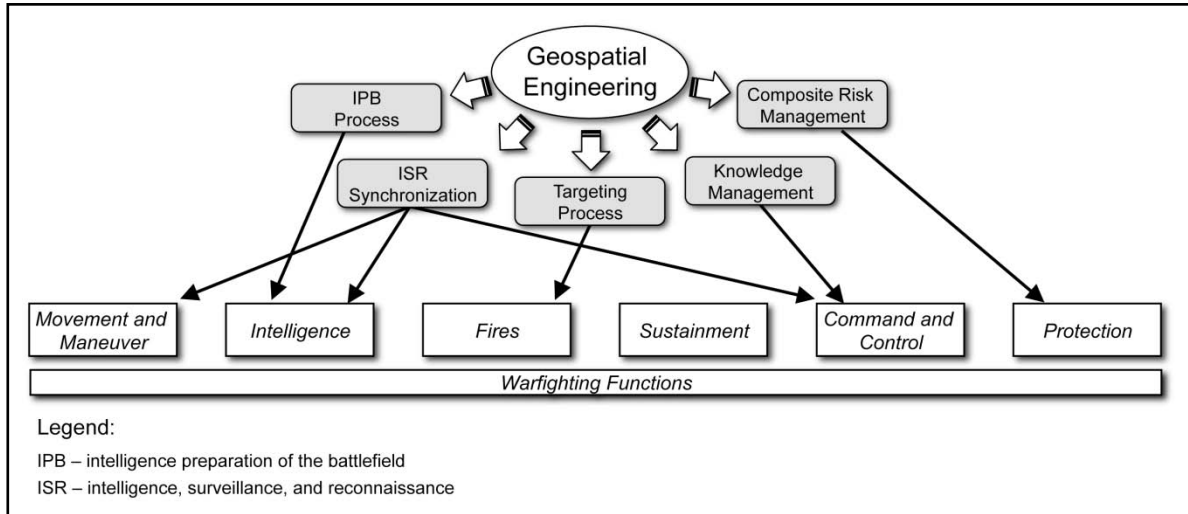 Geospatial
Engineering
IPB
Process
Composite Risk
Management
ISR
Synchronization
Targeting
Process
Knowledge
Management
Movement and
Maneuver
Intelligence
Fires
Sustainment
Command and
Control
Protection
Warfighting Functions
Legend:
IPB – intelligence preparation of the battlefield
ISR – intelligence, surveillance, and reconnaissance